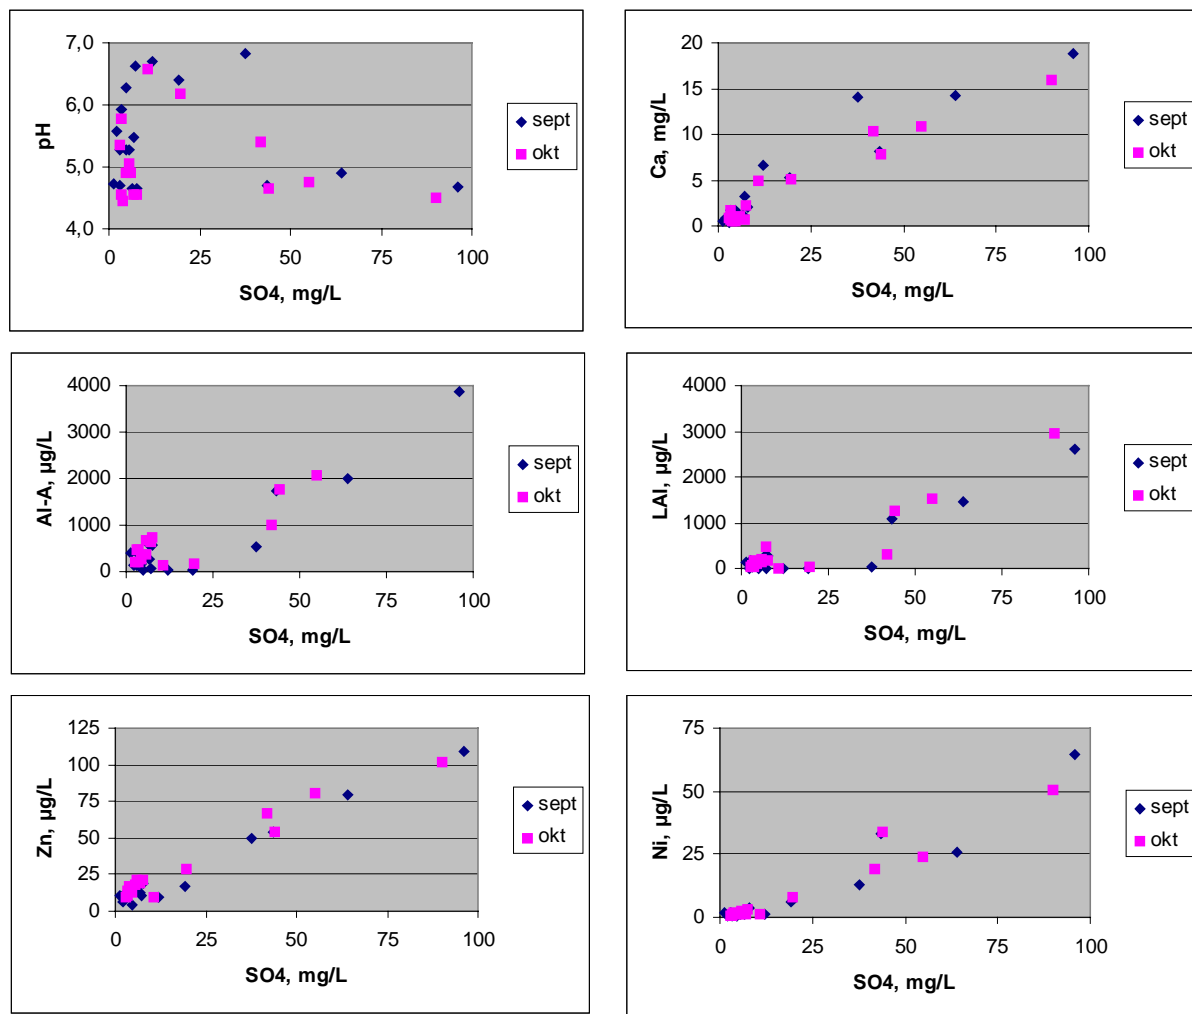 7,0
6,0
5,0
4,0
pH
0 25 50 75 100
SO4, mg/L
sept
okt
20
15
10
5
0
Ca, mg/L
0 25 50 75 100
SO4, mg/L
sept
okt
4000
3000
2000
1000
0
Al-A, µg/L
0 25 50 75 100
SO4, mg/L
sept
okt
4000
3000
2000
1000
0
LAl, µg/L
0 25 50 75 100
SO4, mg/L
sept
okt
125
100
75
50
25
0
Zn, µg/L
0 25 50 75 100
SO4, mg/L
sept
okt
75
50
25
0
Ni, µg/L
0 25 50 75 100
SO4, mg/L
sept
okt